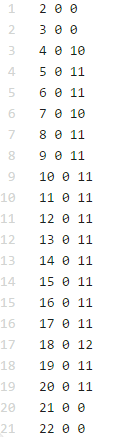 1 2 0 0
2 3 0 0
3 4 0 10
4 5 0 11
5 6 0 11
6 7 0 10
7 8 0 11
8 9 0 11
9 10 0 11
10 11 0 11
11 12 0 11
12 13 0 11
13 14 0 11
14 15 0 11
15 16 0 11
16 17 0 11
17 18 0 12
18 19 0 11
19 20 0 11
20 21 0 0
21 22 0 0